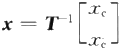 x = T⁻¹ [x_c
x_c̄]